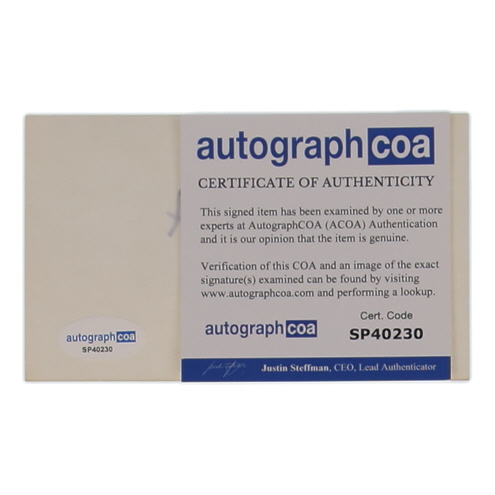 autographcoa
CERTIFICATE OF AUTHENTICITY
This signed item has been examined by one or more
experts at AutographCOA (ACOA) Authentication
and it is our opinion that the item is genuine.
Verification of this COA and an image of the exact
signature(s) examined can be found by visiting
www.autographcoa.com and performing a lookup.
autographcoa
Cert. Code
SP40230
Justin Steffman, CEO, Lead Authenticator
autographcoa
SP40230